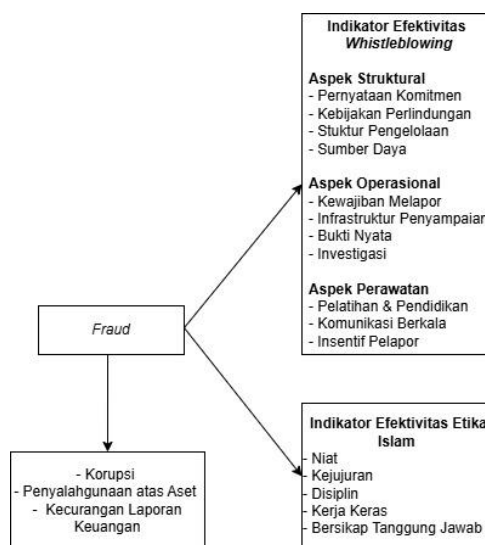 Indikator Efektivitas
Whistleblowing
Aspek Struktural
- Pernyataan Komitmen
- Kebijakan Perlindungan
- Stuktur Pengelolaan
- Sumber Daya
Aspek Operasional
- Kewajiban Melapor
- Infrastruktur Penyampaian
- Bukti Nyata
- Investigasi
Aspek Perawatan
- Pelatihan & Pendidikan
- Komunikasi Berkala
- Insentif Pelapor
Fraud
Indikator Efektivitas Etika
Islam
- Niat
- Kejujuran
- Disiplin
- Kerja Keras
- Bersikap Tanggung Jawab
- Korupsi
- Penyalahgunaan atas Aset
- Kecurangan Laporan
Keuangan